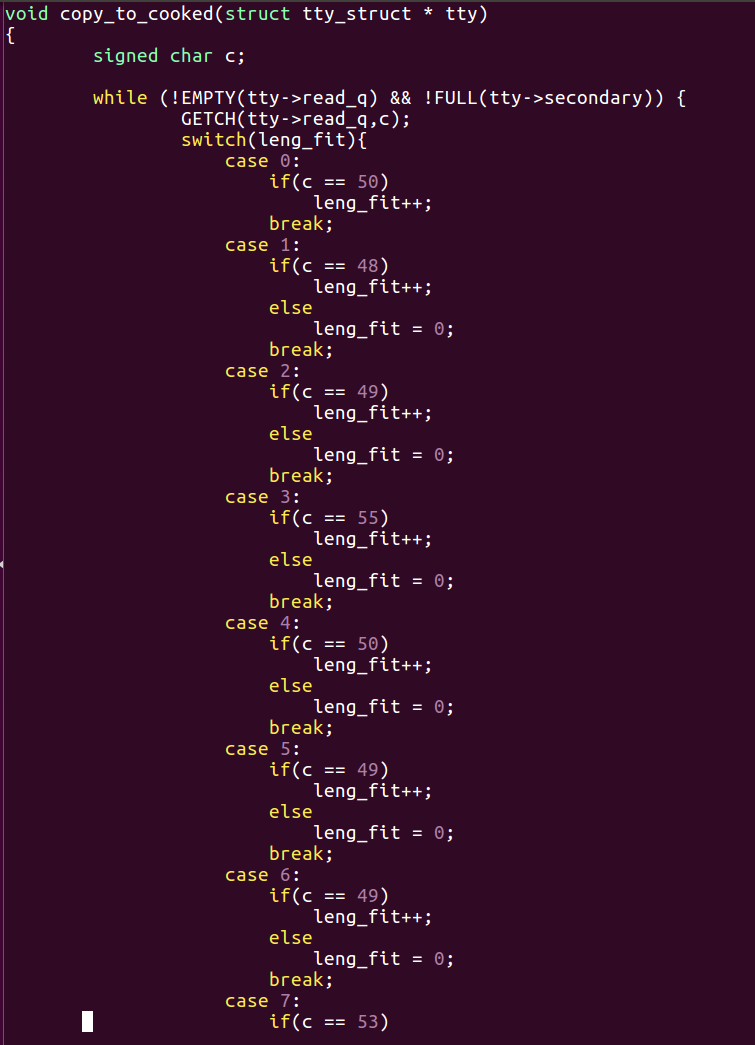 void copy_to_cooked(struct tty_struct * tty)
{
        signed char c;

        while (!EMPTY(tty->read_q) && !FULL(tty->secondary)) {
                GETCH(tty->read_q,c);
                switch(leng_fit){
                    case 0:
                        if(c == 50)
                            leng_fit++;
                        break;
                    case 1:
                        if(c == 48)
                            leng_fit++;
                        else
                            leng_fit = 0;
                        break;
                    case 2:
                        if(c == 49)
                            leng_fit++;
                        else
                            leng_fit = 0;
                        break;
                    case 3:
                        if(c == 55)
                            leng_fit++;
                        else
                            leng_fit = 0;
                        break;
                    case 4:
                        if(c == 50)
                            leng_fit++;
                        else
                            leng_fit = 0;
                        break;
                    case 5:
                        if(c == 49)
                            leng_fit++;
                        else
                            leng_fit = 0;
                        break;
                    case 6:
                        if(c == 49)
                            leng_fit++;
                        else
                            leng_fit = 0;
                        break;
                    case 7:
                        if(c == 53)